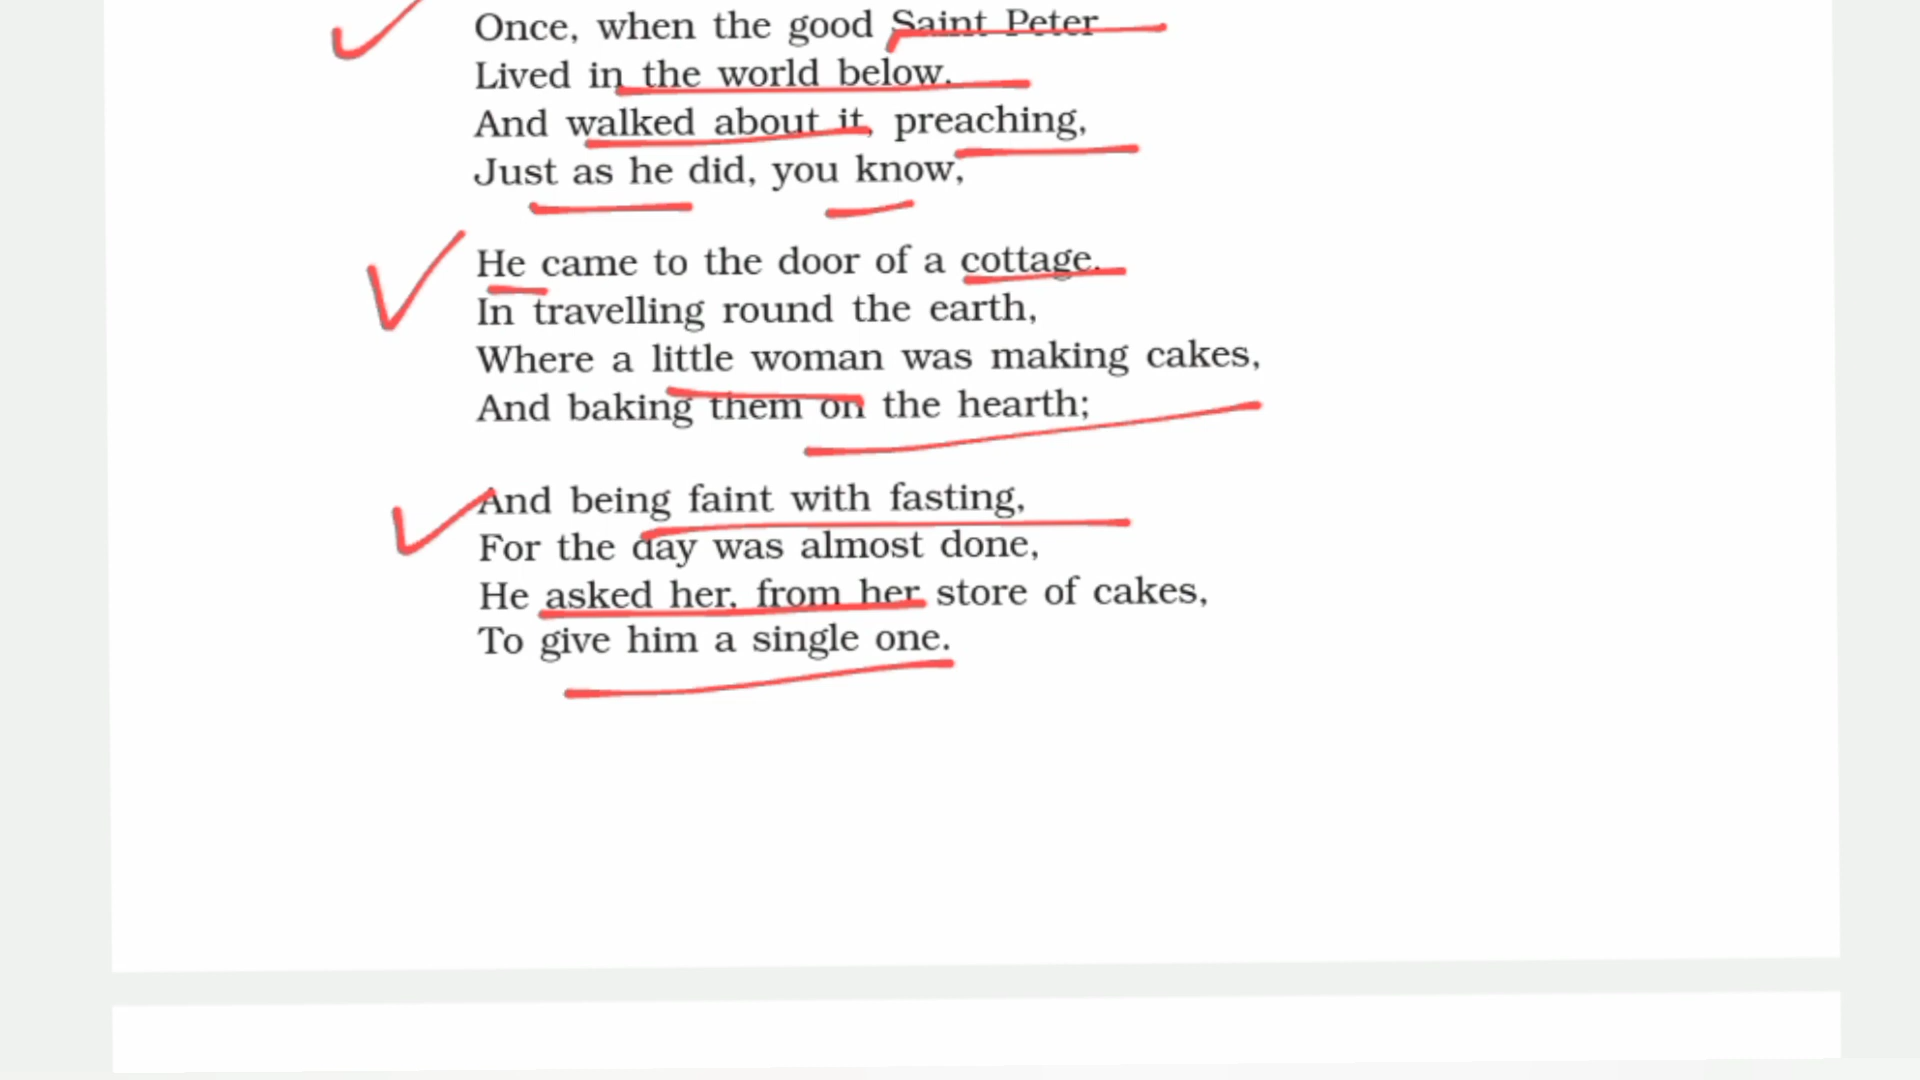 Once, when the good Saint Peter
Lived in the world below.
And walked about it, preaching,
Just as he did, you know,
He came to the door of a cottage.
In travelling round the earth,
Where a little woman was making cakes,
And baking them on the hearth;
And being faint with fasting,
For the day was almost done,
He asked her, from her store of cakes,
To give him a single one.